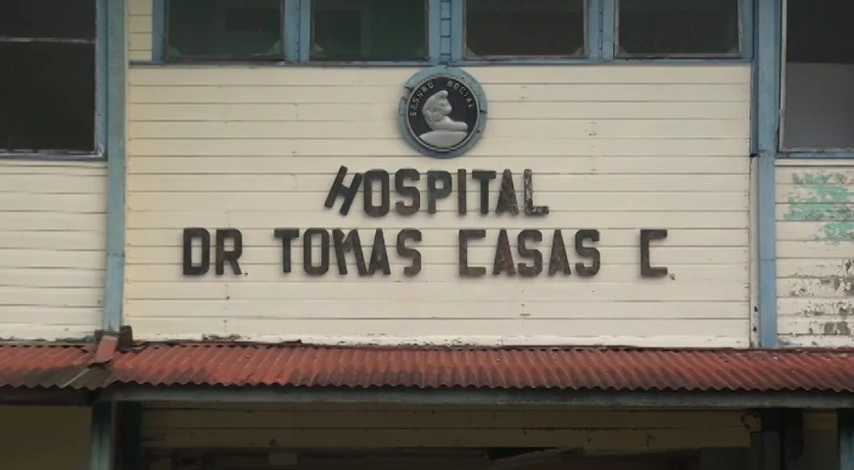 SEGURO SOCIAL
HOSPITAL
DR. TOMAS CASAS C.